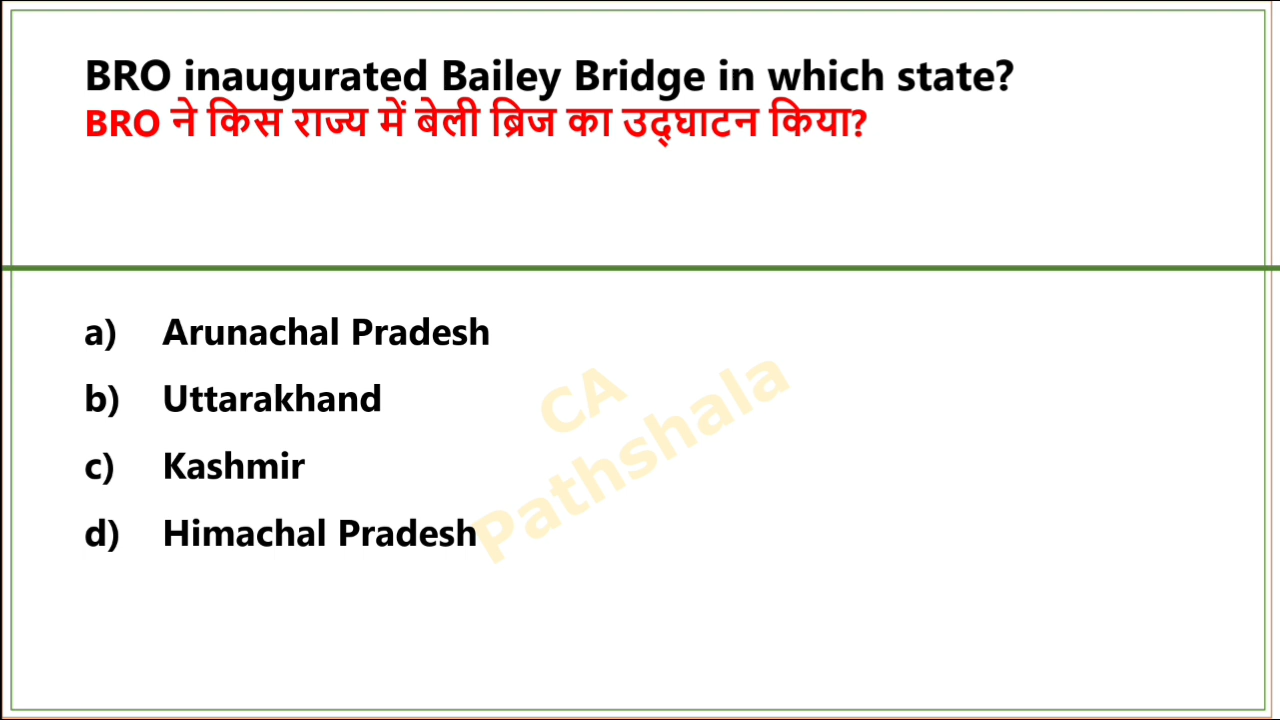 BRO inaugurated Bailey Bridge in which state?
BRO ने किस राज्य में बेली ब्रिज का उद्घाटन किया?
a) Arunachal Pradesh
b) Uttarakhand
c) Kashmir
d) Himachal Pradesh
CA
Pathshala